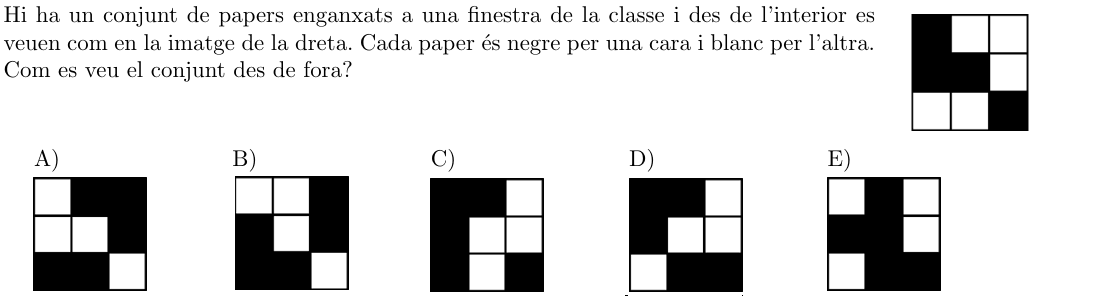 Hi ha un conjunt de papers enganxats a una finestra de la classe i des de l'interior es
veuen com en la imatge de la dreta. Cada paper és negre per una cara i blanc per l'altra.
Com es veu el conjunt des de fora?
A) B) C) D) E)